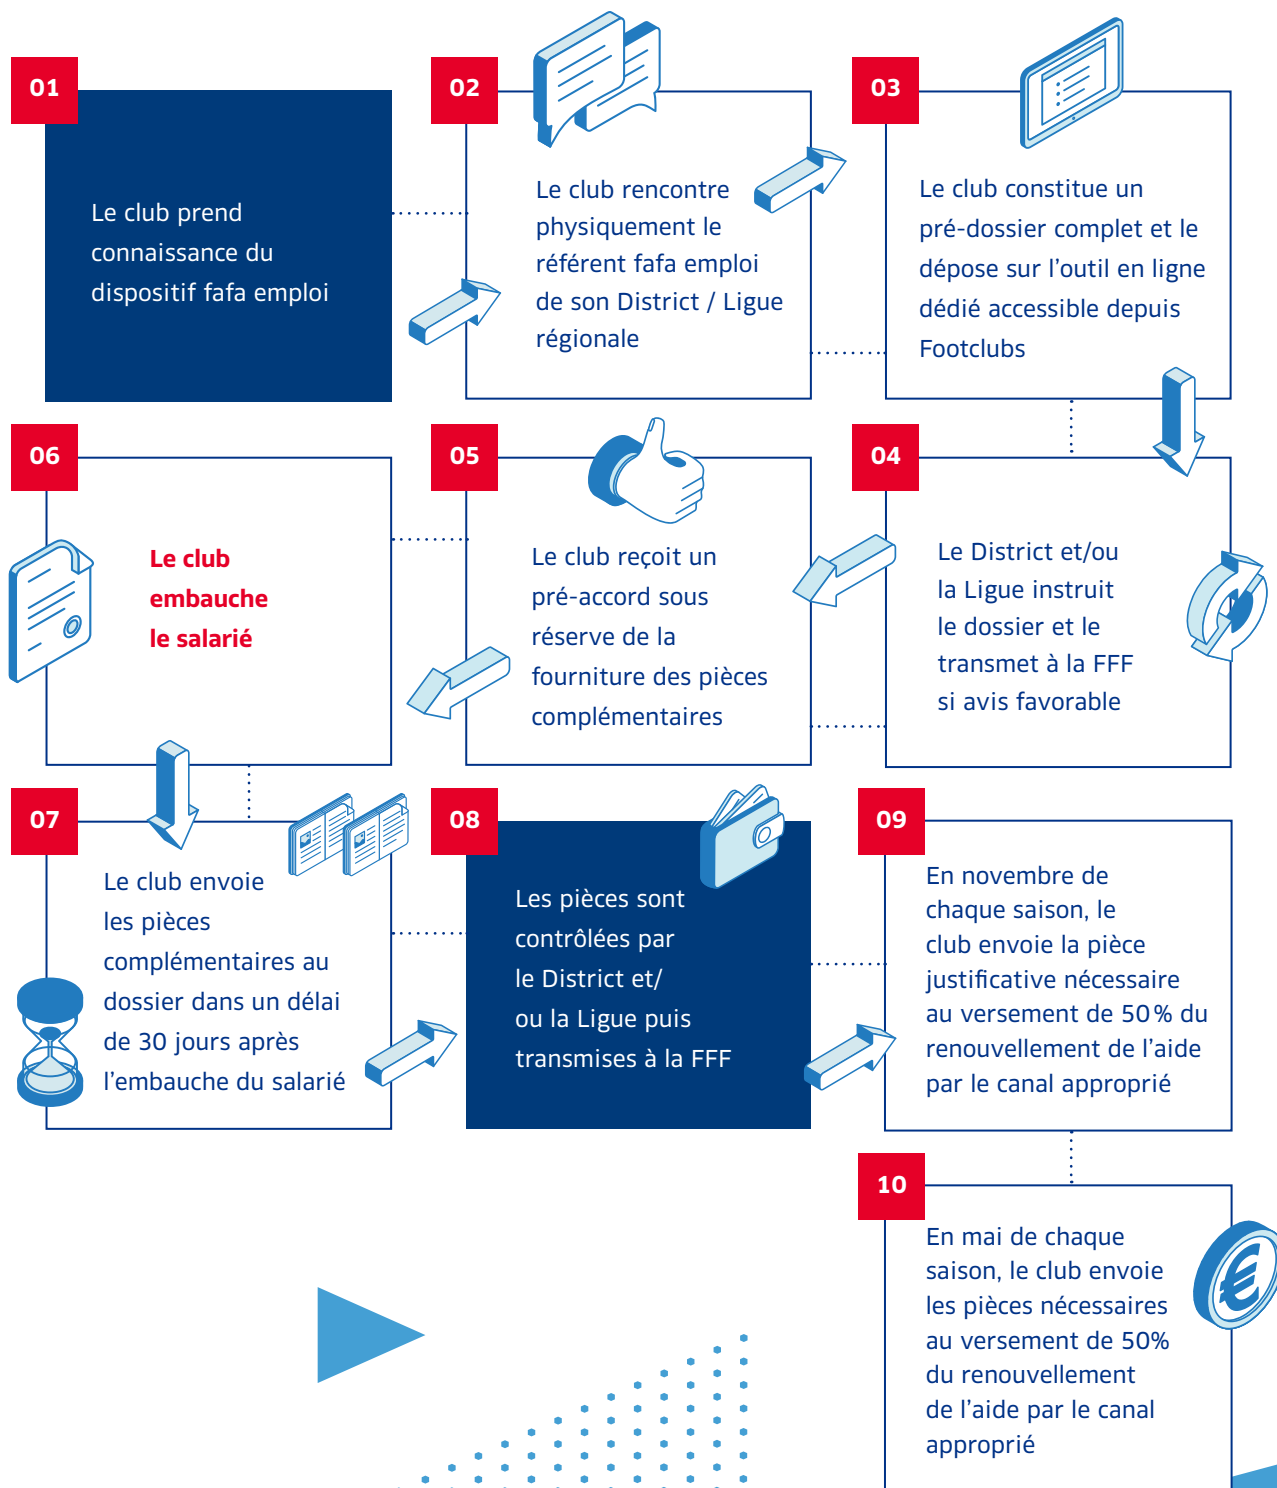 01
Le club prend
connaissance du
dispositif fafa emploi
02
Le club rencontre
physiquement le
référent fafa emploi
de son District / Ligue
régionale
03
Le club constitue un
pré-dossier complet et le
dépose sur l'outil en ligne
dédié accessible depuis
Footclubs
04
Le District et/ou
la Ligue instruit
le dossier et le
transmet à la FFF
si avis favorable
05
Le club reçoit un
pré-accord sous
réserve de la
fourniture des pièces
complémentaires
06
Le club
embauche
le salarié
07
Le club envoie
les pièces
complémentaires au
dossier dans un délai
de 30 jours après
l'embauche du salarié
08
Les pièces sont
contrôlées par
le District et/
ou la Ligue puis
transmises à la FFF
09
En novembre de
chaque saison, le
club envoie la pièce
justificative nécessaire
au versement de 50 % du
renouvellement de l'aide
par le canal approprié
10
En mai de chaque
saison, le club envoie
les pièces nécessaires
au versement de 50%
du renouvellement
de l'aide par le canal
approprié
€